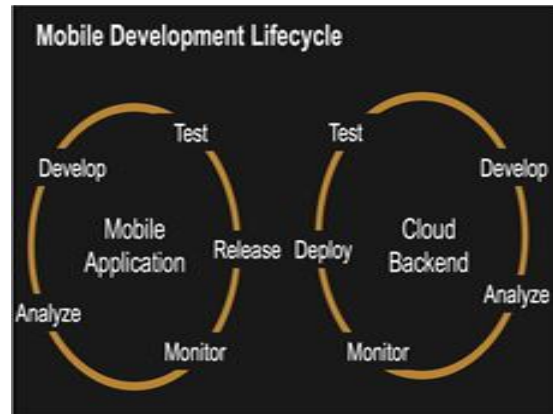 Mobile Development Lifecycle
Test
Develop
Mobile
Application
Release
Analyze
Monitor
Test
Develop
Cloud
Backend
Deploy
Analyze
Monitor